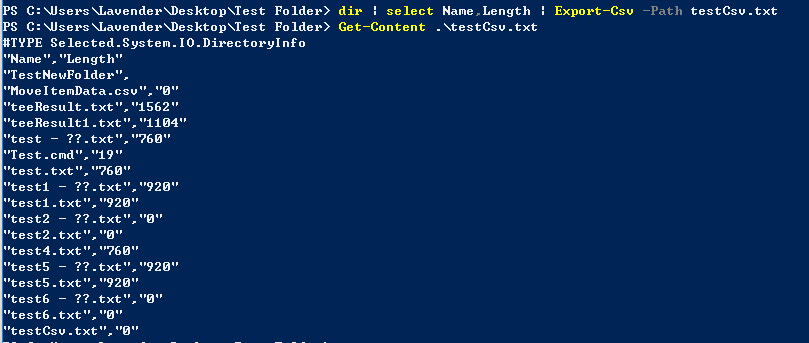 PS C:\Users\Lavender\Desktop\Test Folder> dir | select Name,Length | Export-Csv -Path testCsv.txt
PS C:\Users\Lavender\Desktop\Test Folder> Get-Content .\testCsv.txt
#TYPE Selected.System.IO.DirectoryInfo
"Name","Length"
"TestNewFolder",
"MoveItemData.csv","0"
"teeResult.txt","1562"
"teeResult1.txt","1104"
"test - ??.txt","760"
"Test.cmd","19"
"test.txt","760"
"test1 - ??.txt","920"
"test1.txt","920"
"test2 - ??.txt","0"
"test2.txt","0"
"test4.txt","760"
"test5 - ??.txt","920"
"test5.txt","920"
"test6 - ??.txt","0"
"test6.txt","0"
"testCsv.txt","0"